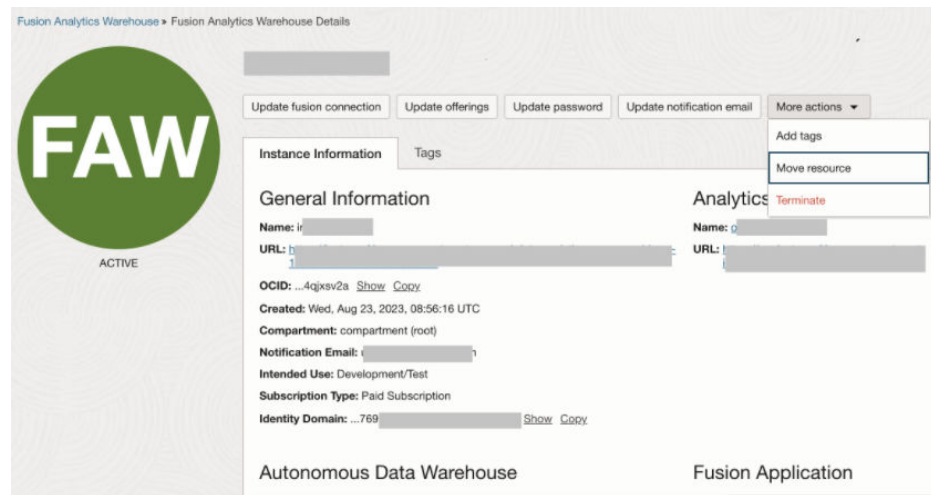 Fusion Analytics Warehouse » Fusion Analytics Warehouse Details
FAW
ACTIVE
Update fusion connection
Update offerings
Update password
Update notification email
More actions
Add tags
Move resource
Terminate
Instance Information
Tags
General Information
Name:
URL:
OCID: ...4qjxsv2a Show Copy
Created: Wed, Aug 23, 2023, 08:56:16 UTC
Compartment: compartment (root)
Notification Email:
Intended Use: Development/Test
Subscription Type: Paid Subscription
Identity Domain: ...769 Show Copy
Analytics
Name:
URL:
Autonomous Data Warehouse
Fusion Application